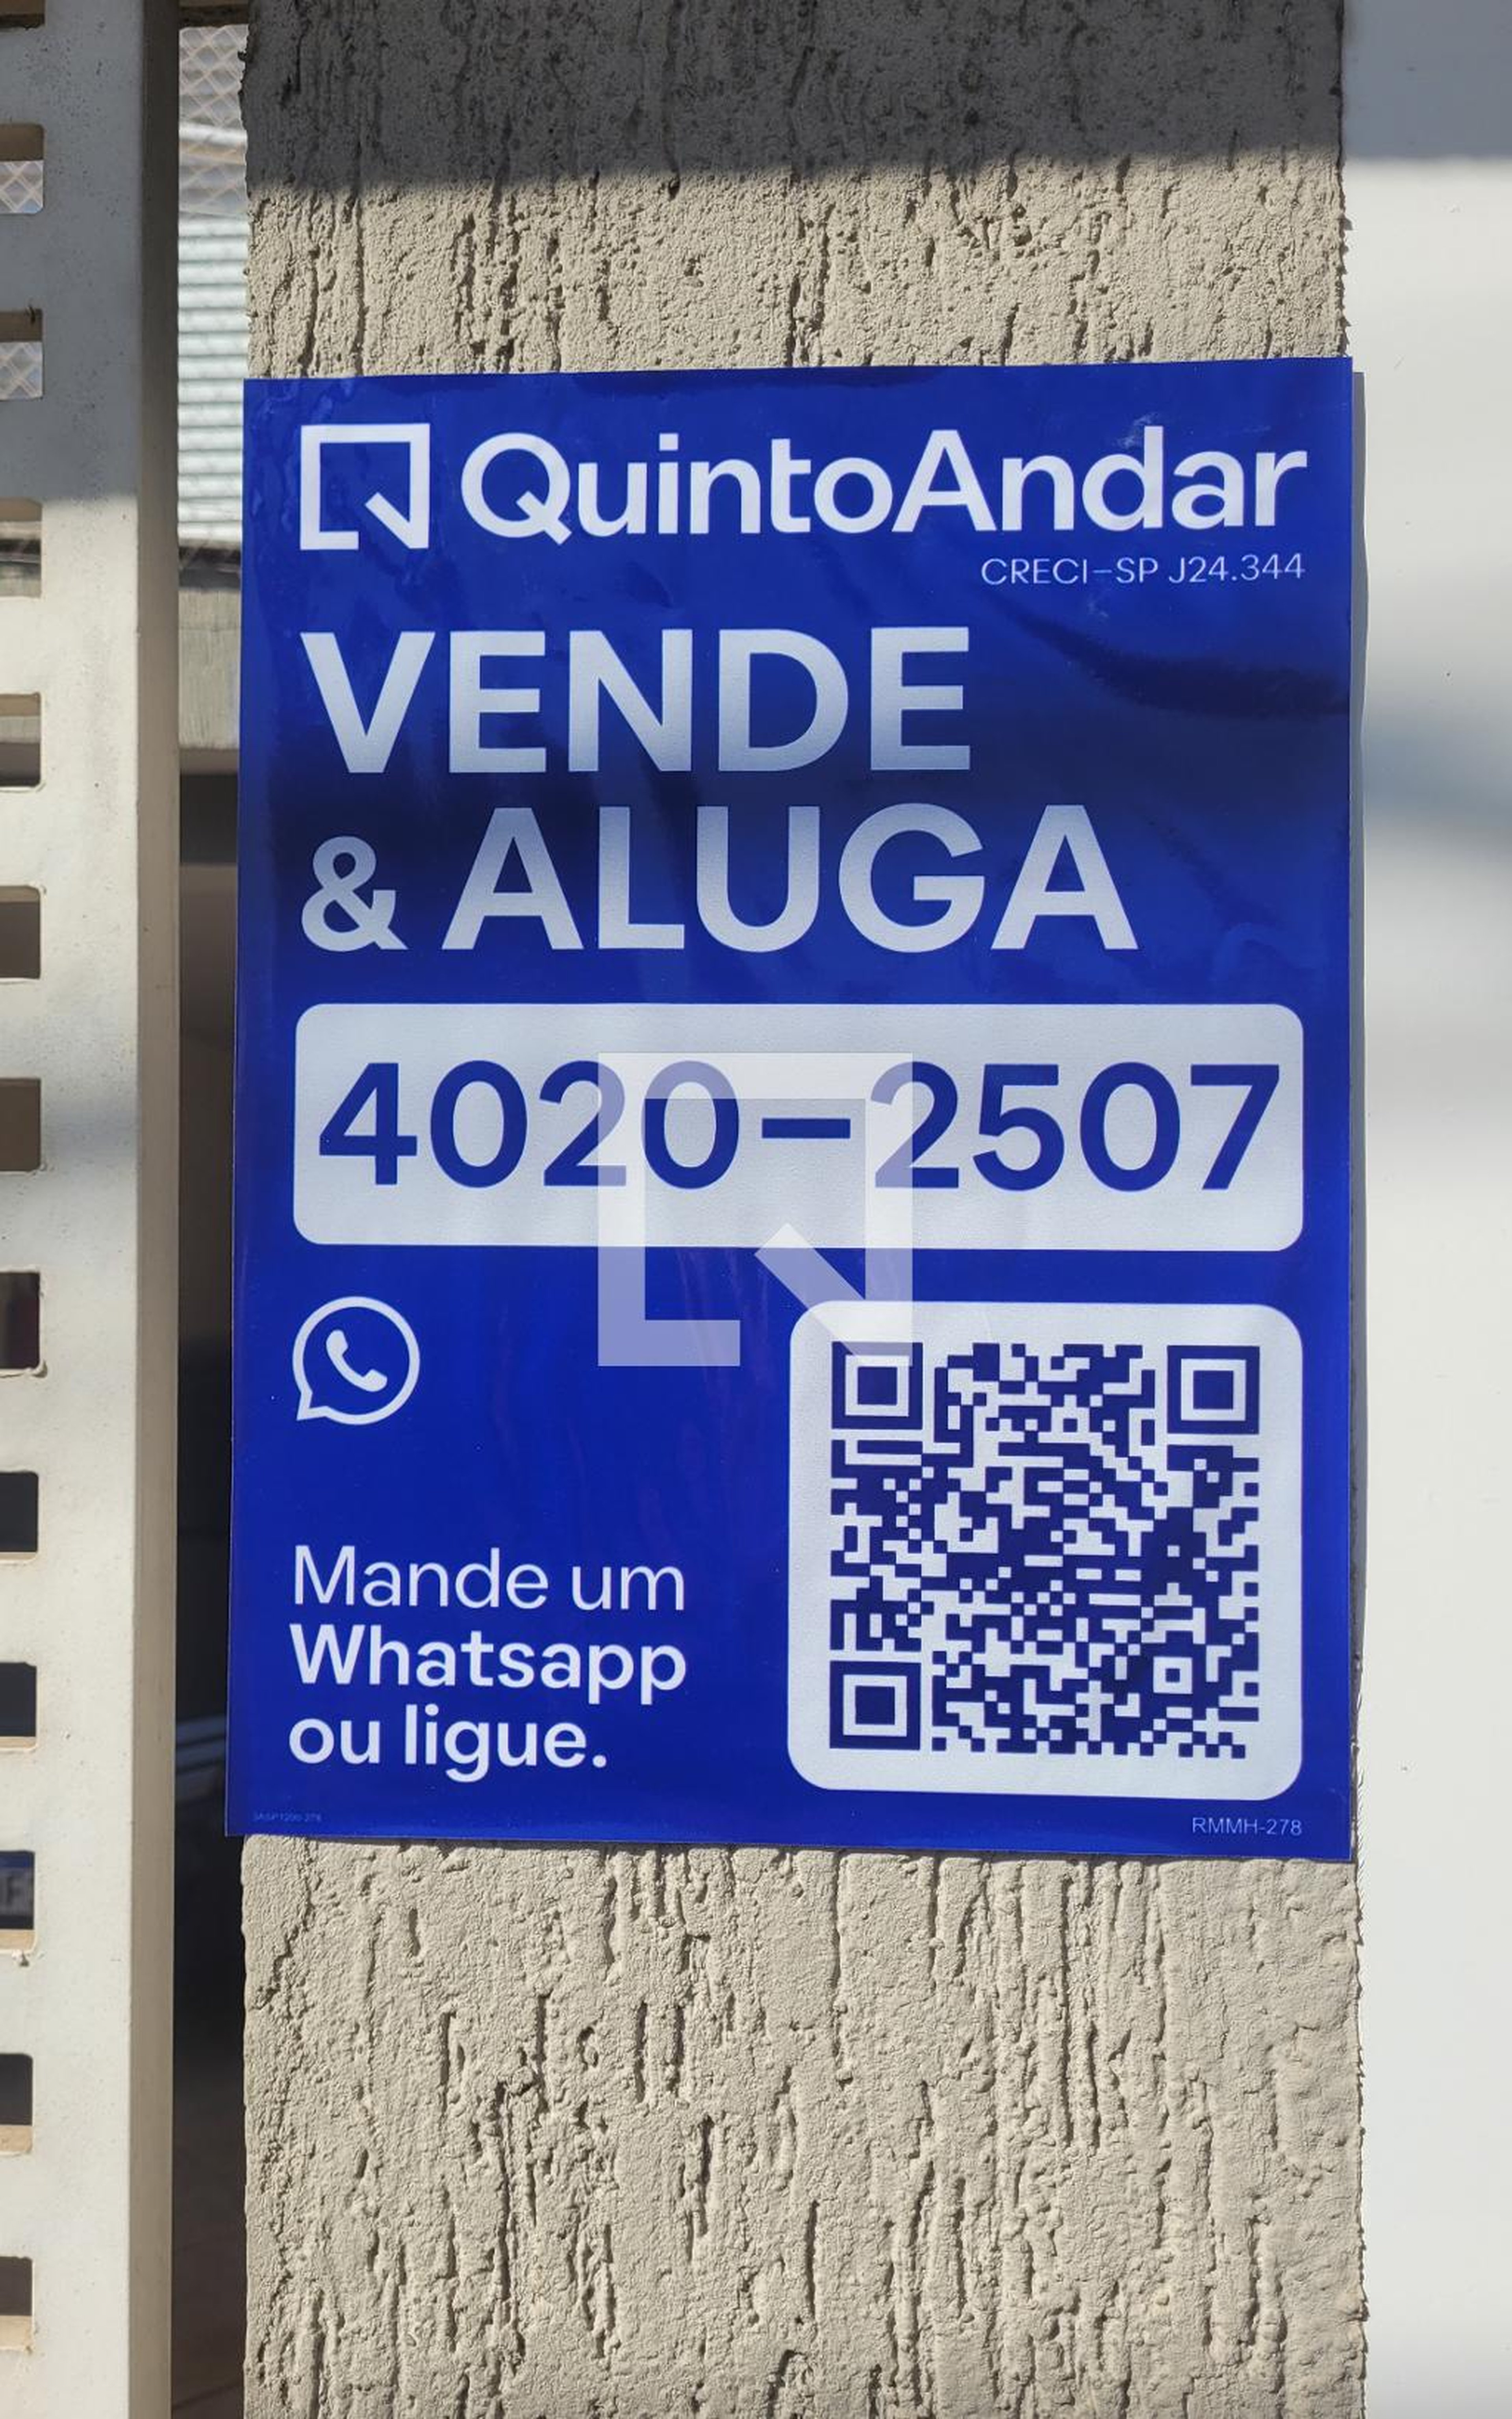 QuintoAndar
CRECI-SP J24.344
VENDE
& ALUGA
4020-2507
Mande um
Whatsapp
ou ligue.
RMMH-278